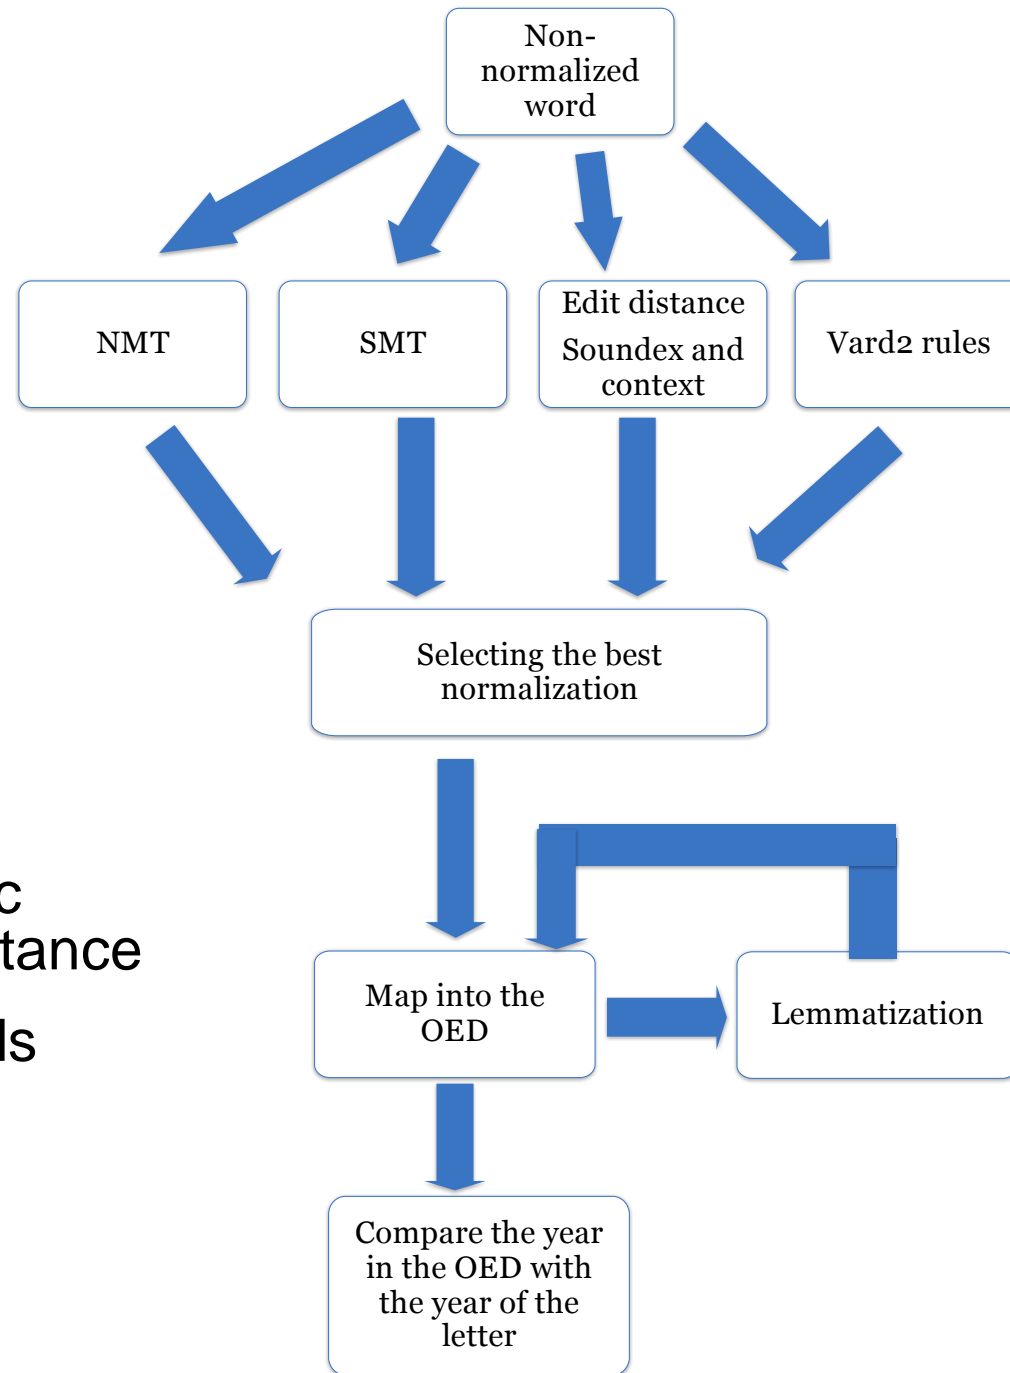 Non-
normalized
word
NMT
SMT
Edit distance
Soundex and
context
Vard2 rules
Selecting the best
normalization
c
tance
ls
Map into the
OED
Lemmatization
Compare the year
in the OED with
the year of the
letter